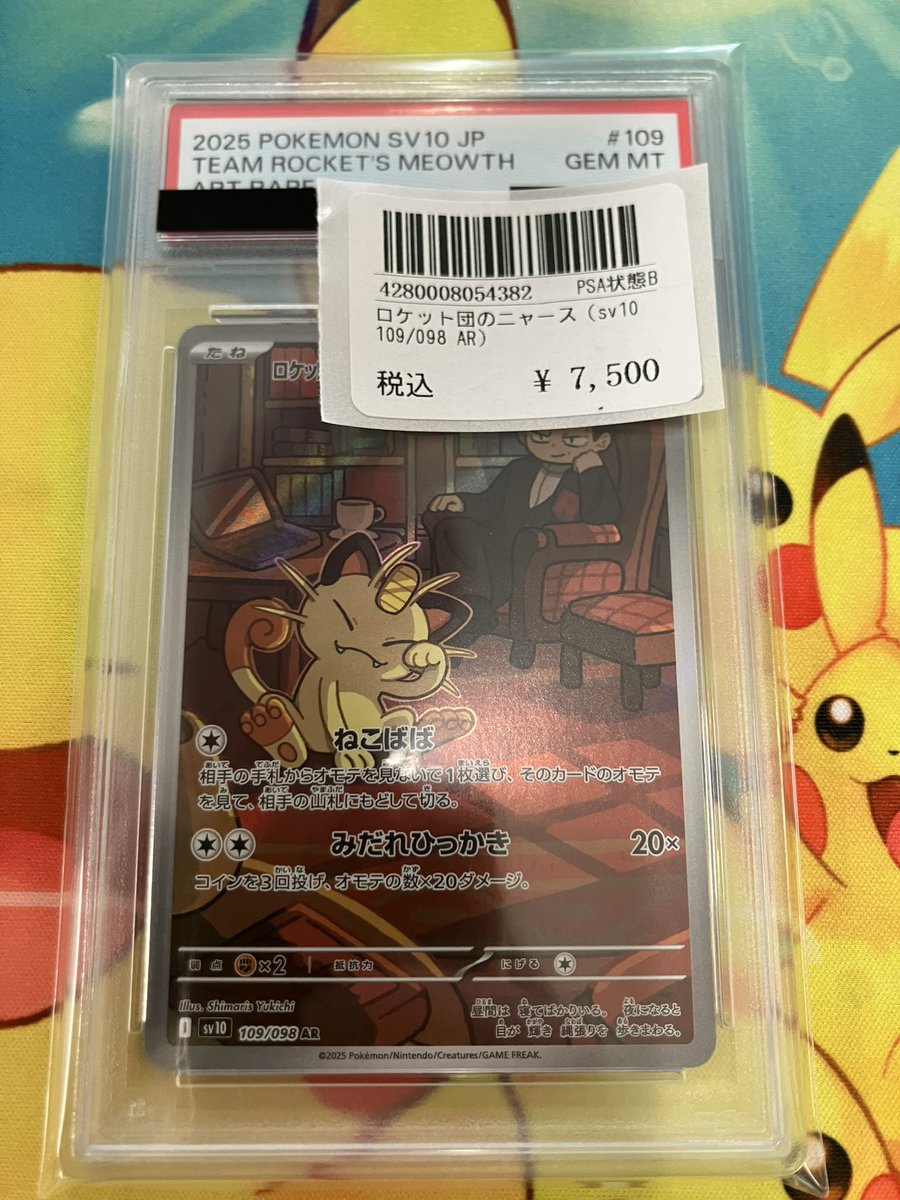 2025 POKEMON SV10 JP #109
TEAM ROCKET'S MEOWTH GEM MT
ART RARE
4280008054382 PSA状態B
ロケット団のニャース (sv10
109/098 AR)
税込 ¥ 7,500
たね
ロケッ
ねこばば
相手の手札からオモテを見ないで1枚選び、そのカードのオモテ
を見て、相手の山札にもどして切る。
みだれひっかき 20×
コインを3回投げ、オモテの数×20ダメージ。
弱点 ×2 抵抗力 にげる
Illus. Shimaris Yukichi
昼間は 寝てばかりいる。 夜になると
目が 輝き 縄張りを 歩きまわる。
I sv10 109/098 AR
©2025 Pokémon/Nintendo/Creatures/GAME FREAK.